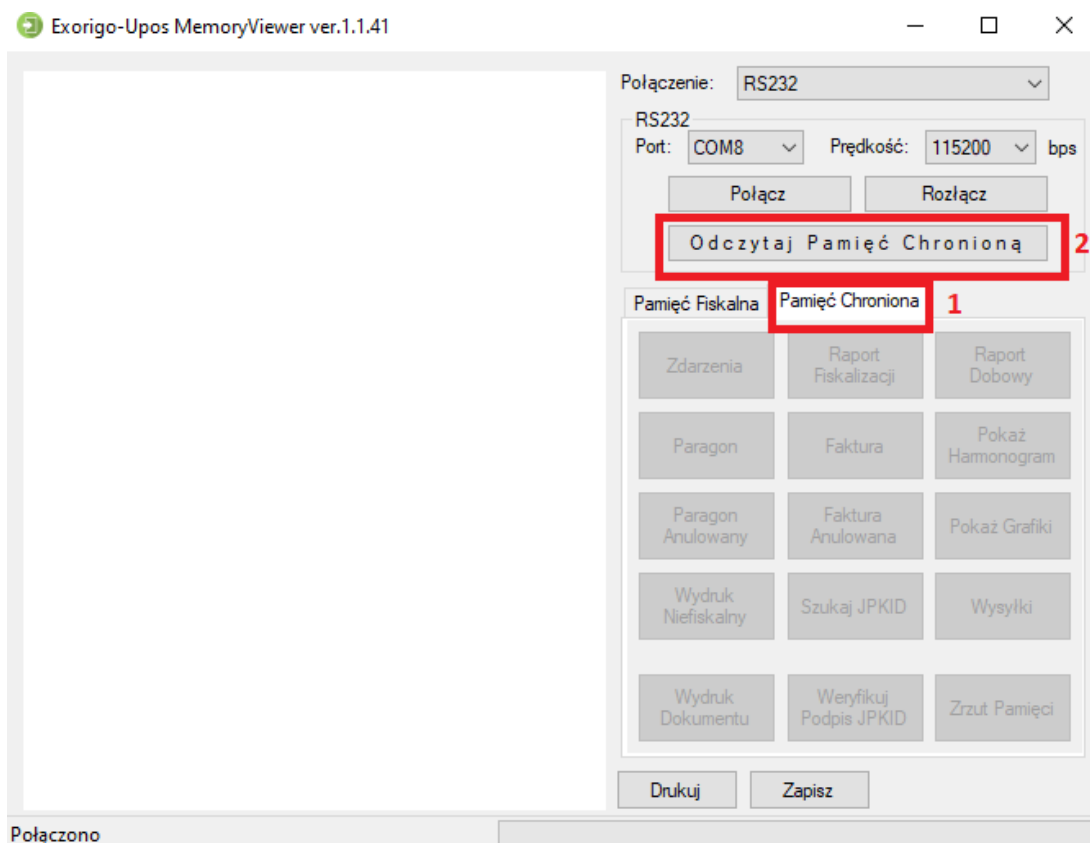 Exorigo-Upos MemoryViewer ver.1.1.41
Połączenie: RS232
RS232
Port: COM8 Prędkość: 115200 bps
Połącz Rozłącz
Odczytaj Pamięć Chronioną 2
Pamięć Fiskalna Pamięć Chroniona 1
Zdarzenia Raport Raport
Fiskalizacji Dobowy
Paragon Faktura Pokaż
Harmonogram
Paragon Faktura Pokaż Grafiki
Anulowany Anulowana
Wydruk Szukaj JPKID Wysyłki
Niefiskalny
Wydruk Weryfikuj Zrzut Pamięci
Dokumentu Podpis JPKID
Drukuj Zapisz
Połączono